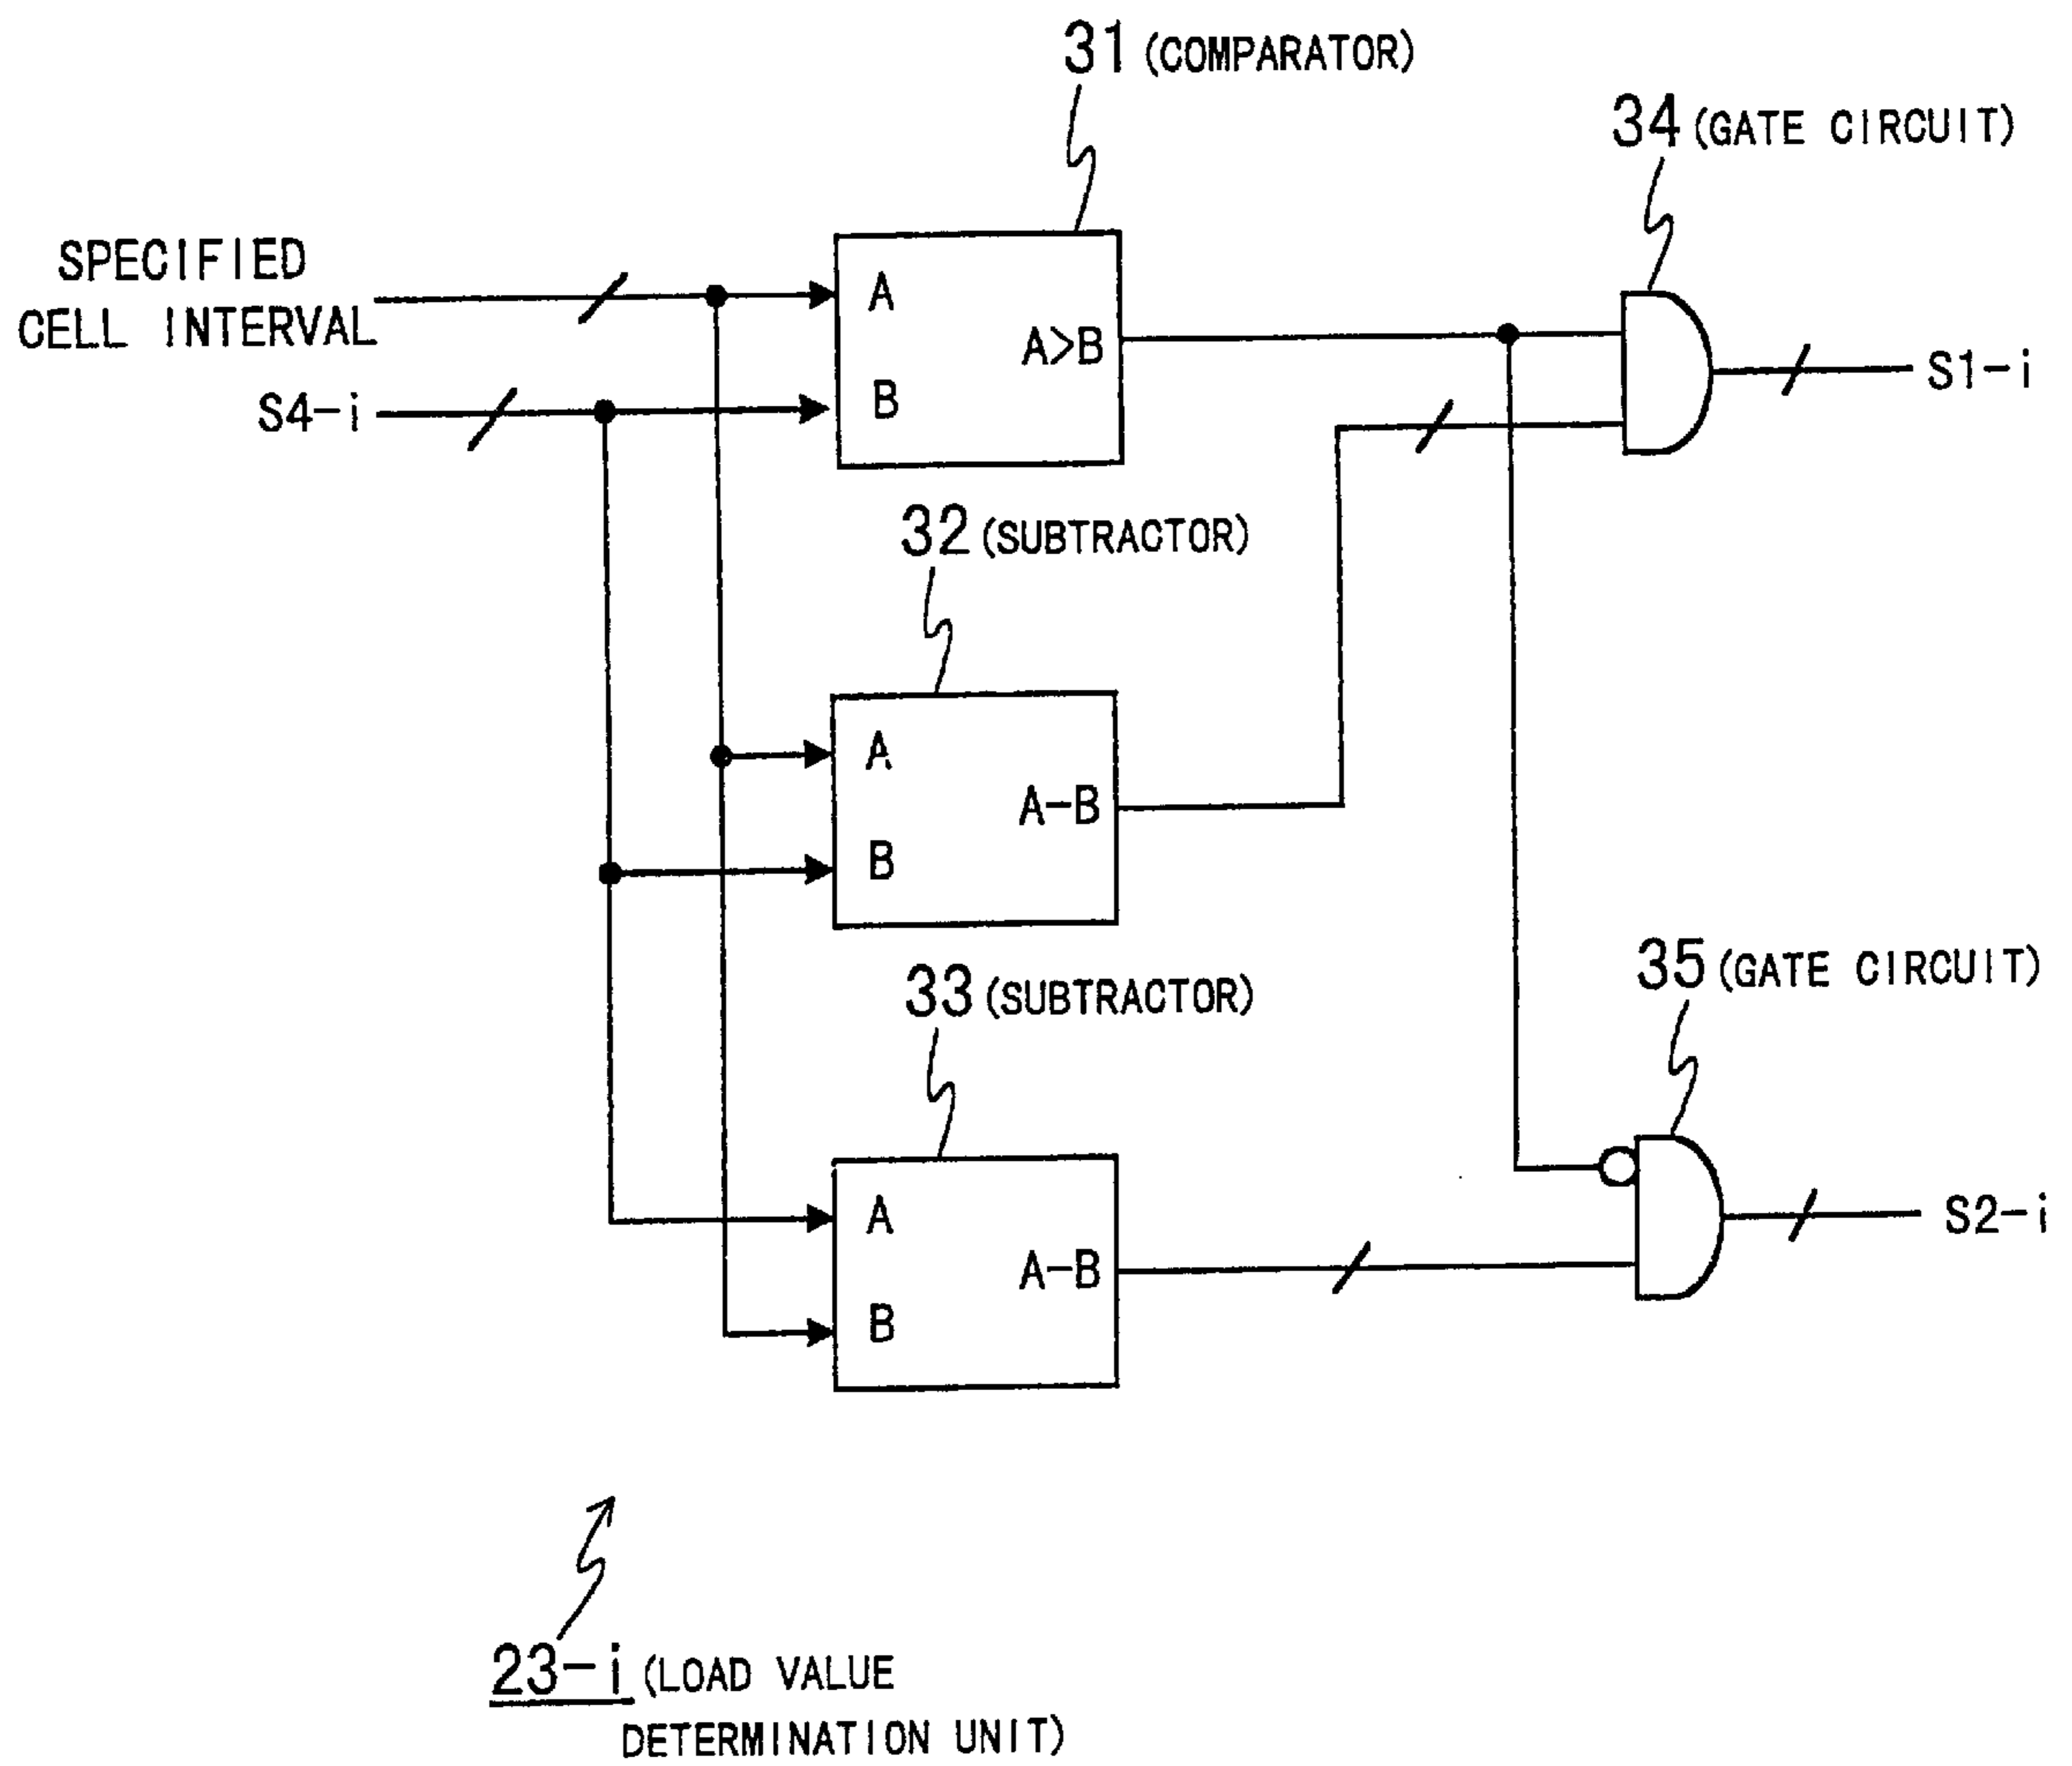 31 (COMPARATOR)
34 (GATE CIRCUIT)
SPECIFIED
CELL INTERVAL
A
A>B
B
S4-i
S1-i
32 (SUBTRACTOR)
A
A-B
B
33 (SUBTRACTOR)
35 (GATE CIRCUIT)
A
A-B
B
S2-i
23-i (LOAD VALUE
DETERMINATION UNIT)